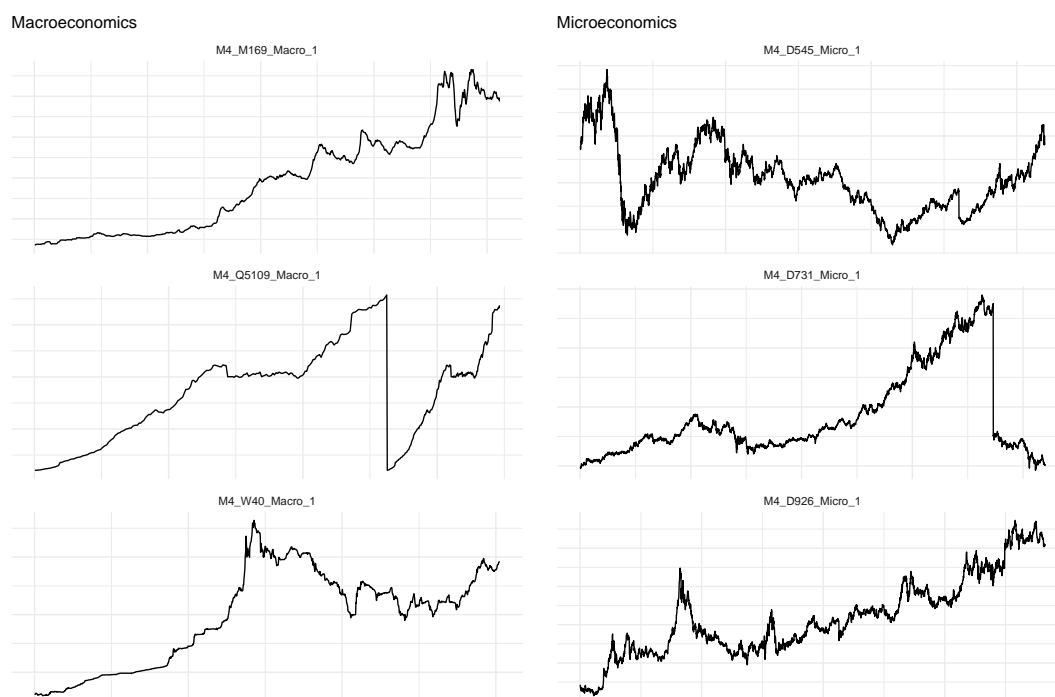 Macroeconomics
M4_M169_Macro_1
M4_Q5109_Macro_1
M4_W40_Macro_1
Microeconomics
M4_D545_Micro_1
M4_D731_Micro_1
M4_D926_Micro_1